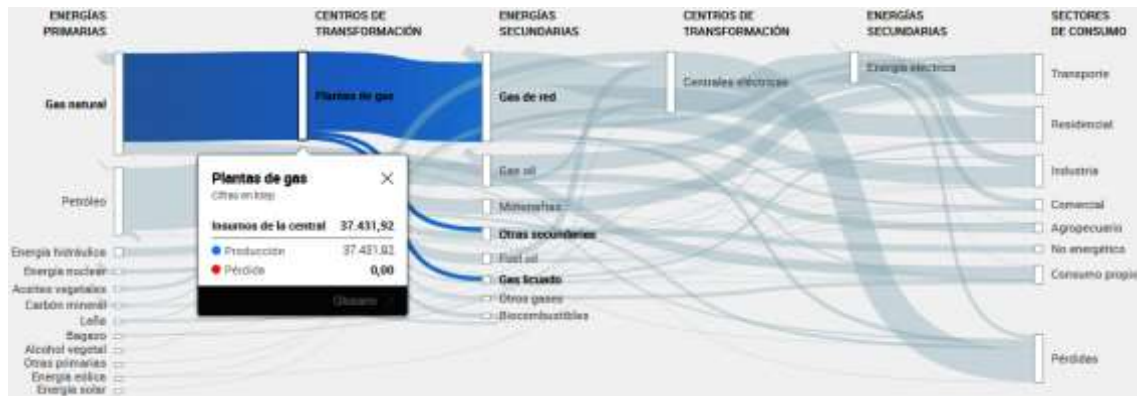 ENERGÍAS
PRIMARIAS
CENTROS DE
TRANSFORMACIÓN
ENERGÍAS
SECUNDARIAS
CENTROS DE
TRANSFORMACIÓN
ENERGÍAS
SECUNDARIAS
SECTORES
DE CONSUMO
Gas natural
Petróleo
Energía hidráulica
Energía nuclear
Aceites vegetales
Carbón mineral
Leña
Bagazo
Alcohol vegetal
Otras primarias
Energía eólica
Energía solar
Plantas de gas
Plantas de gas
Cifras en ktep
Insumos de la central 37.431,92
Producción 37.431,92
Pérdida 0,00
Glosario
Gas de red
Gas oil
Motonaftas
Otras secundarias
Fuel oil
Gas licuado
Otros gases
Biocombustibles
Centrales eléctricas
Energía eléctrica
Transporte
Residencial
Industria
Comercial
Agropecuario
No energético
Consumo propio
Pérdidas